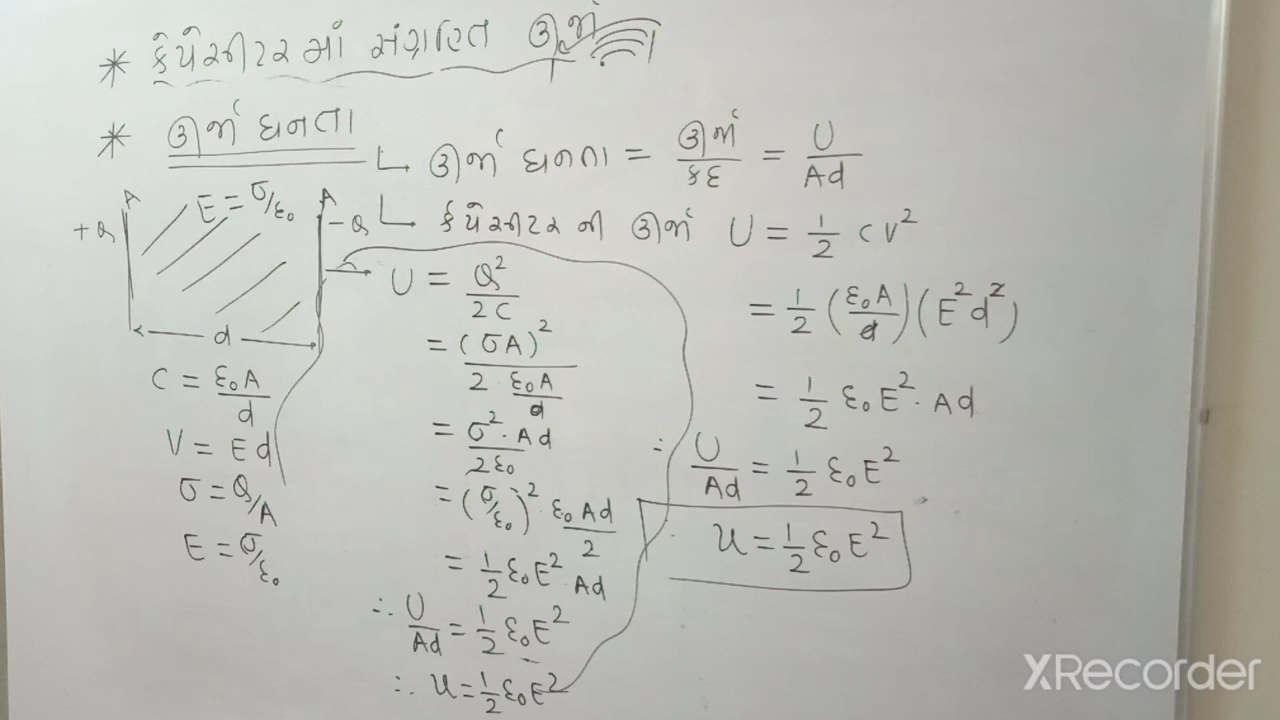 * કેપેસીટરમાં સંગ્રહિત ઊર્જા
* ઊર્જા ઘનતા
ઊર્જા ઘનતા = ઊર્જા / કદ = U / Ad
A E = σ/ε₀ A
+Q -Q
d
C = ε₀A / d
V = Ed
σ = Q/A
E = σ/ε₀
કેપેસીટર ની ઊર્જા U = 1/2 CV²
= 1/2 (ε₀A / d) (E²d²)
= 1/2 ε₀E² · Ad
∴ U / Ad = 1/2 ε₀E²
u = 1/2 ε₀E²
U = Q² / 2C
= (σA)² / 2 ε₀A / d
= σ² · Ad / 2ε₀
= (σ/ε₀)² · ε₀Ad / 2
= 1/2 ε₀E² · Ad
∴ U / Ad = 1/2 ε₀E²
∴ u = 1/2 ε₀E²
XRecorder